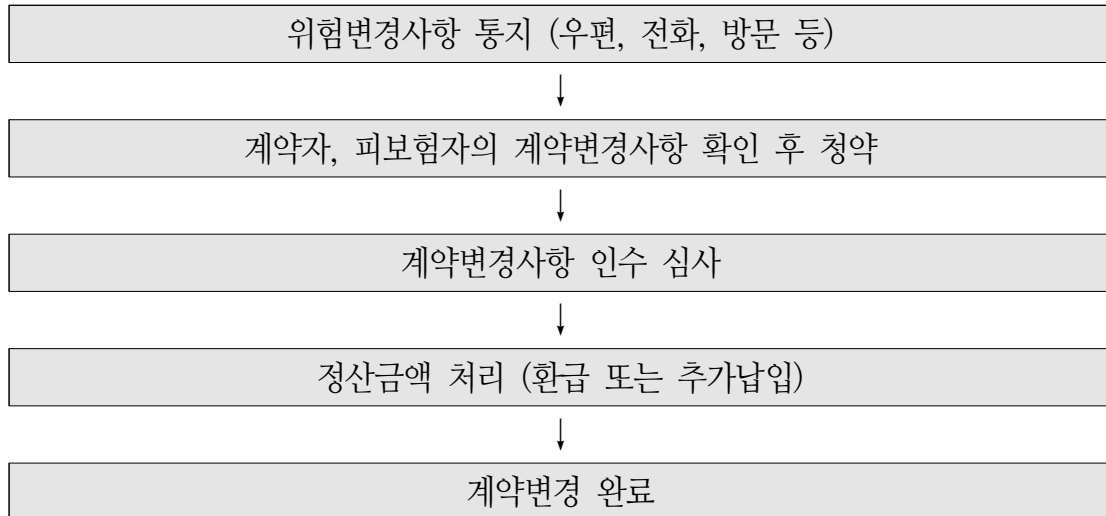 위험변경사항 통지 (우편, 전화, 방문 등)
계약자, 피보험자의 계약변경사항 확인 후 청약
계약변경사항 인수 심사
정산금액 처리 (환급 또는 추가납입)
계약변경 완료